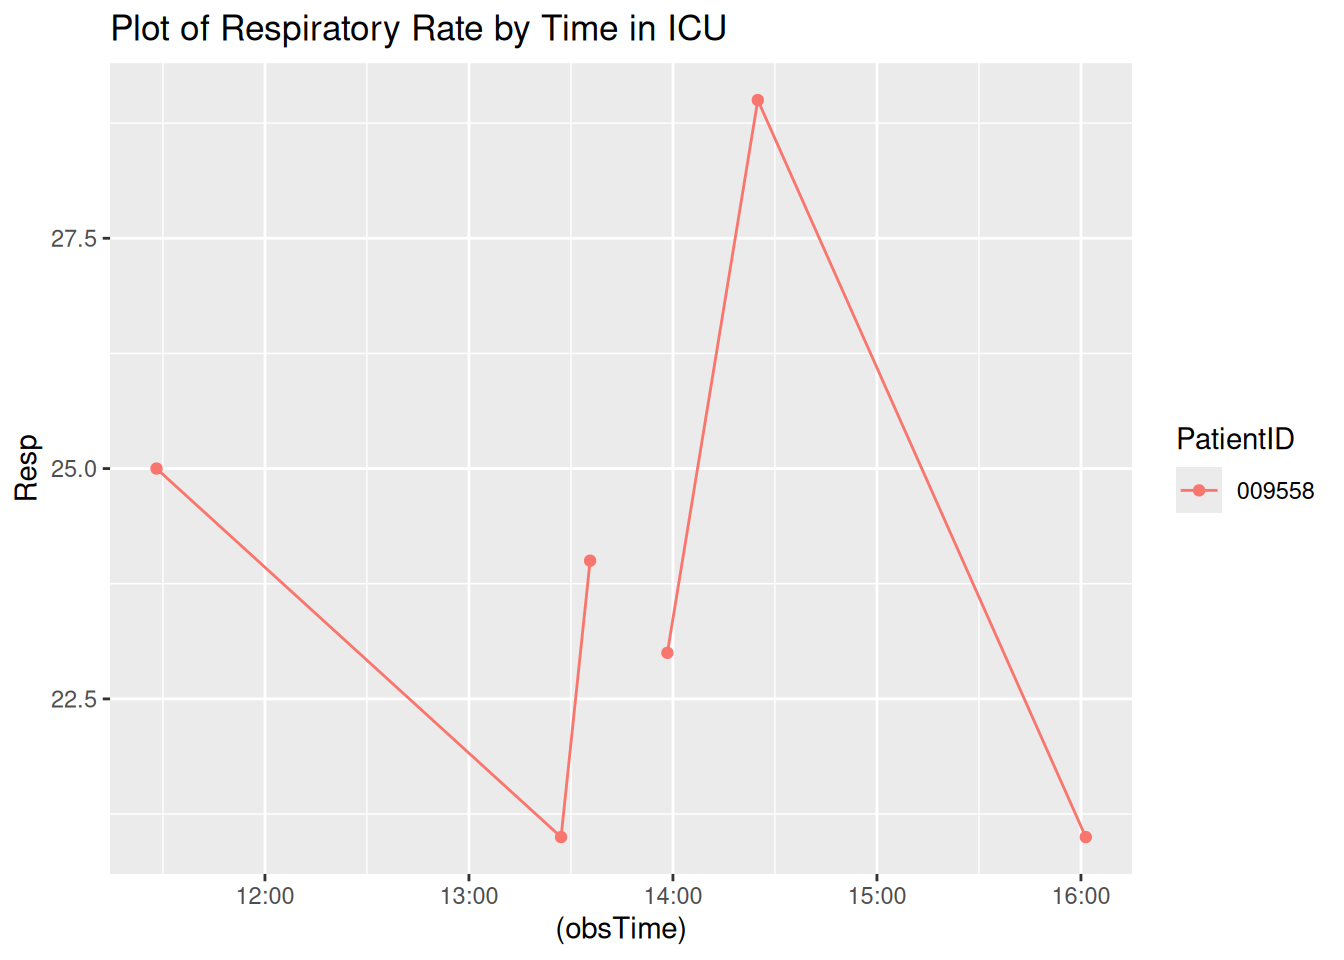 Plot of Respiratory Rate by Time in ICU
27.5
25.0
22.5
Resp
12:00 13:00 14:00 15:00 16:00
(obsTime)
PatientID
009558